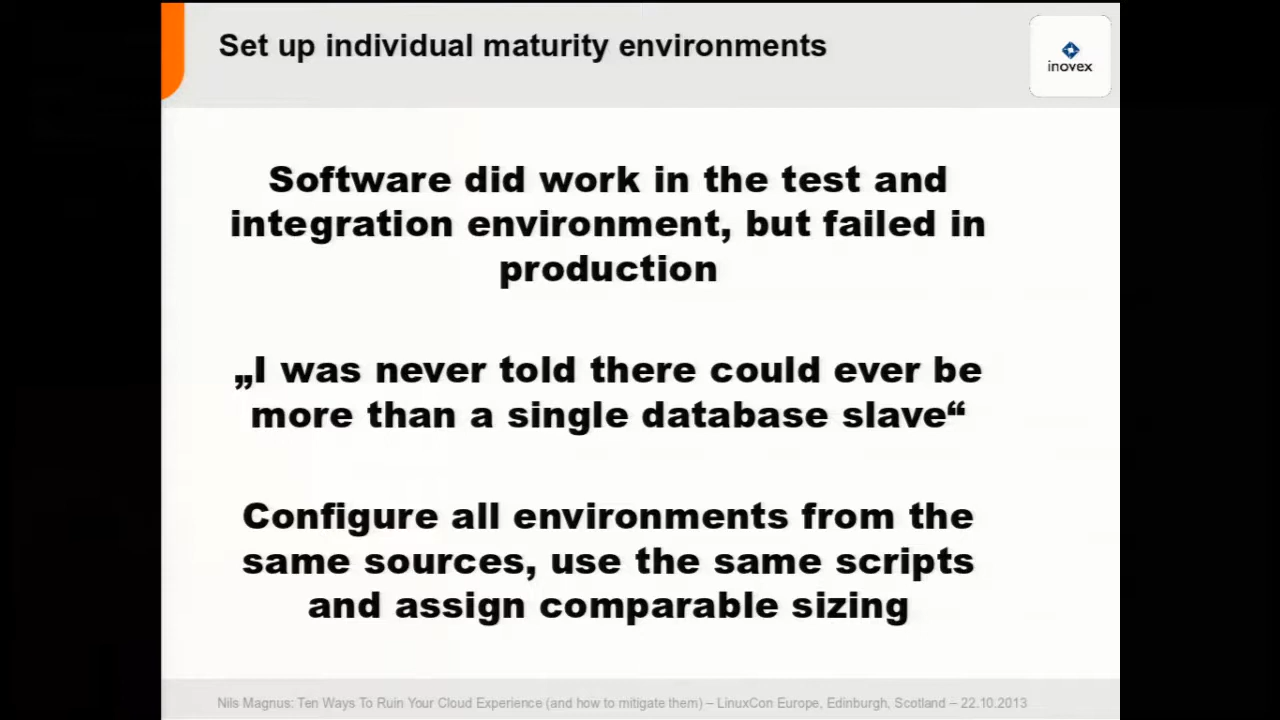 Set up individual maturity environments
inovex
Software did work in the test and
integration environment, but failed in
production
„I was never told there could ever be
more than a single database slave“
Configure all environments from the
same sources, use the same scripts
and assign comparable sizing
Nils Magnus: Ten Ways To Ruin Your Cloud Experience (and how to mitigate them) – LinuxCon Europe, Edinburgh, Scotland – 22.10.2013